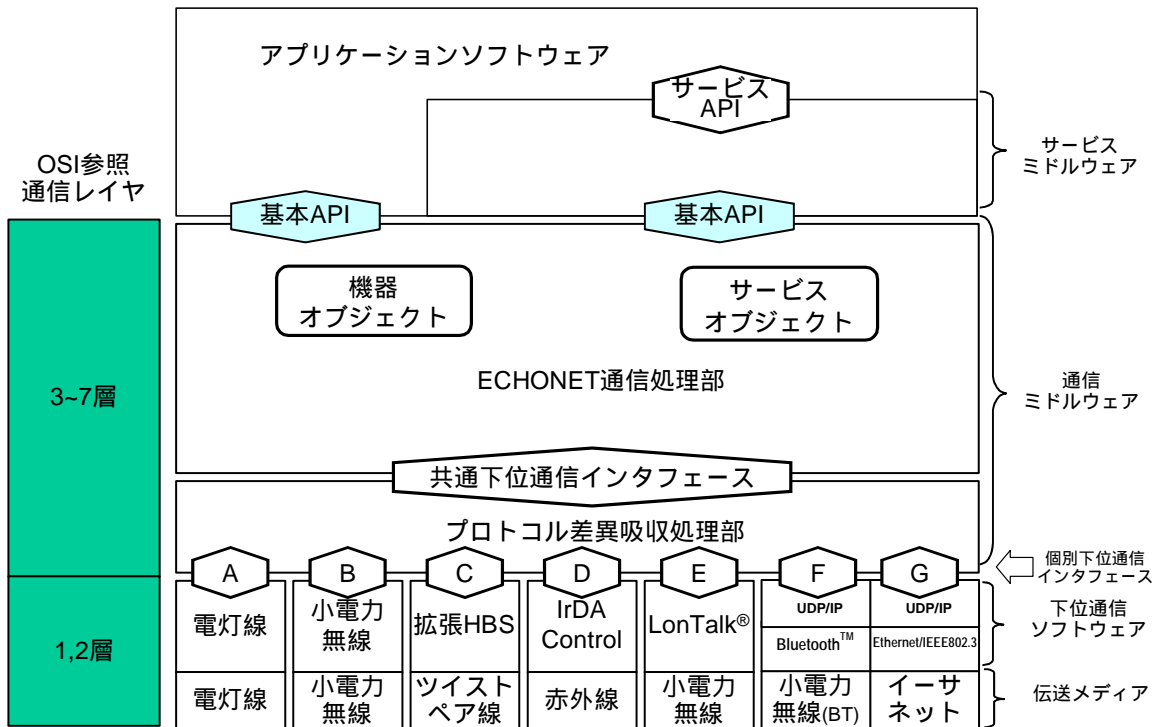 アプリケーションソフトウェア
サービス
API
サービス
ミドルウェア
OSI参照
通信レイヤ
基本API
基本API
機器
オブジェクト
サービス
オブジェクト
ECHONET通信処理部
3~7層
通信
ミドルウェア
共通下位通信インタフェース
プロトコル差異吸収処理部
個別下位通信
インタフェース
A
B
C
D
E
F
G
1,2層
電灯線
小電力
無線
拡張HBS
IrDA
Control
LonTalk®
UDP/IP
Bluetooth™
UDP/IP
Ethernet/IEEE802.3
下位通信
ソフトウェア
電灯線
小電力
無線
ツイスト
ペア線
赤外線
小電力
無線
小電力
無線(BT)
イーサ
ネット
伝送メディア